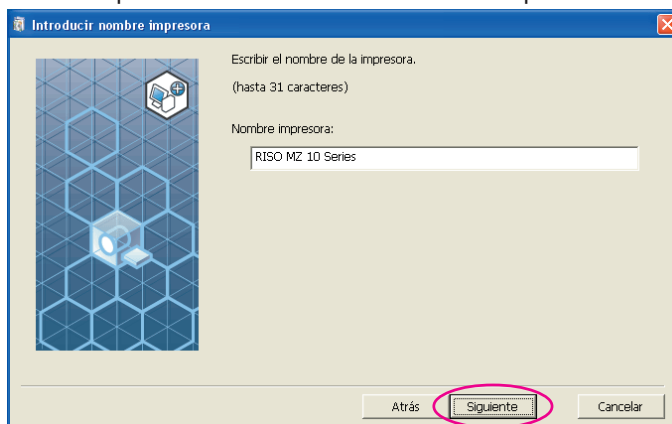 Introducir nombre impresora
Escribir el nombre de la impresora.
(hasta 31 caracteres)
Nombre impresora:
RISO MZ 10 Series
Atrás
Siguiente
Cancelar